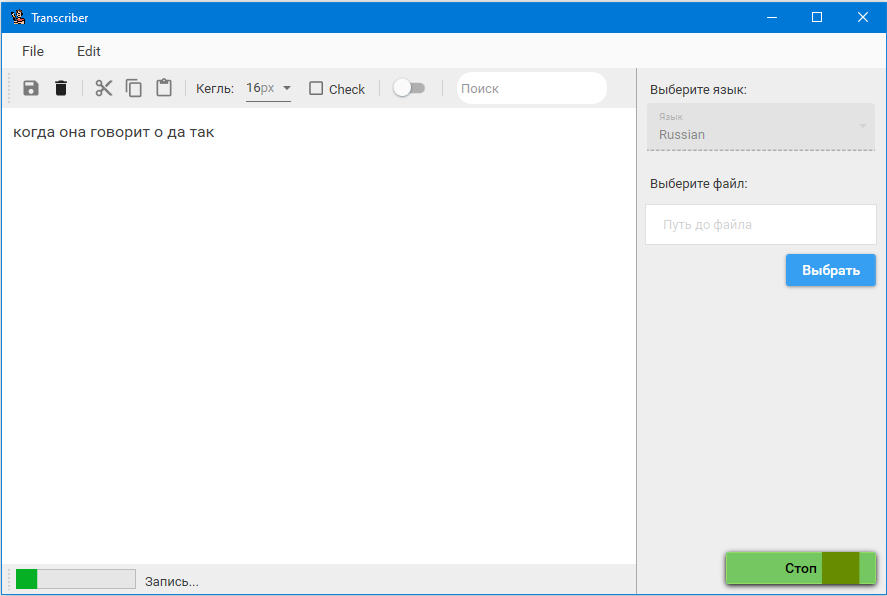 Transcriber
File Edit
Кегль: 16px Check Поиск
когда она говорит о да так
Выберите язык:
Язык
Russian
Выберите файл:
Путь до файла
Выбрать
Стоп
Запись...